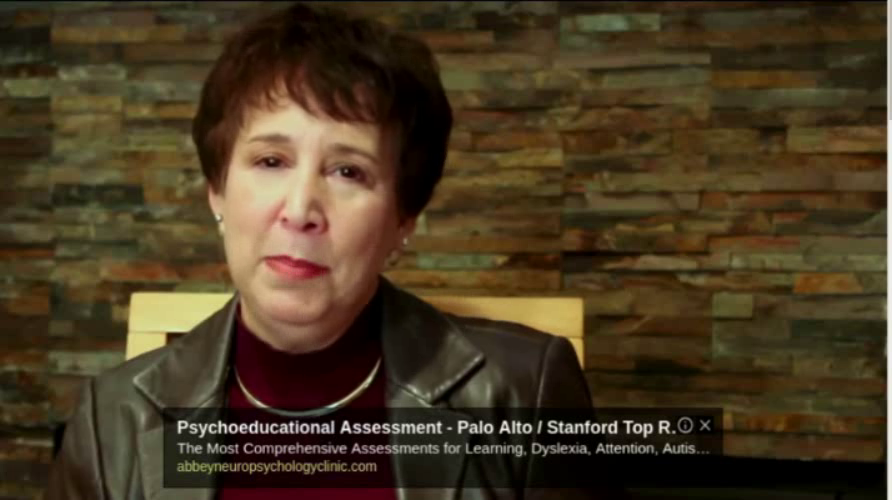 Psychoeducational Assessment - Palo Alto / Stanford Top R.
The Most Comprehensive Assessments for Learning, Dyslexia, Attention, Autis...
abbeyneuropsychologyclinic.com